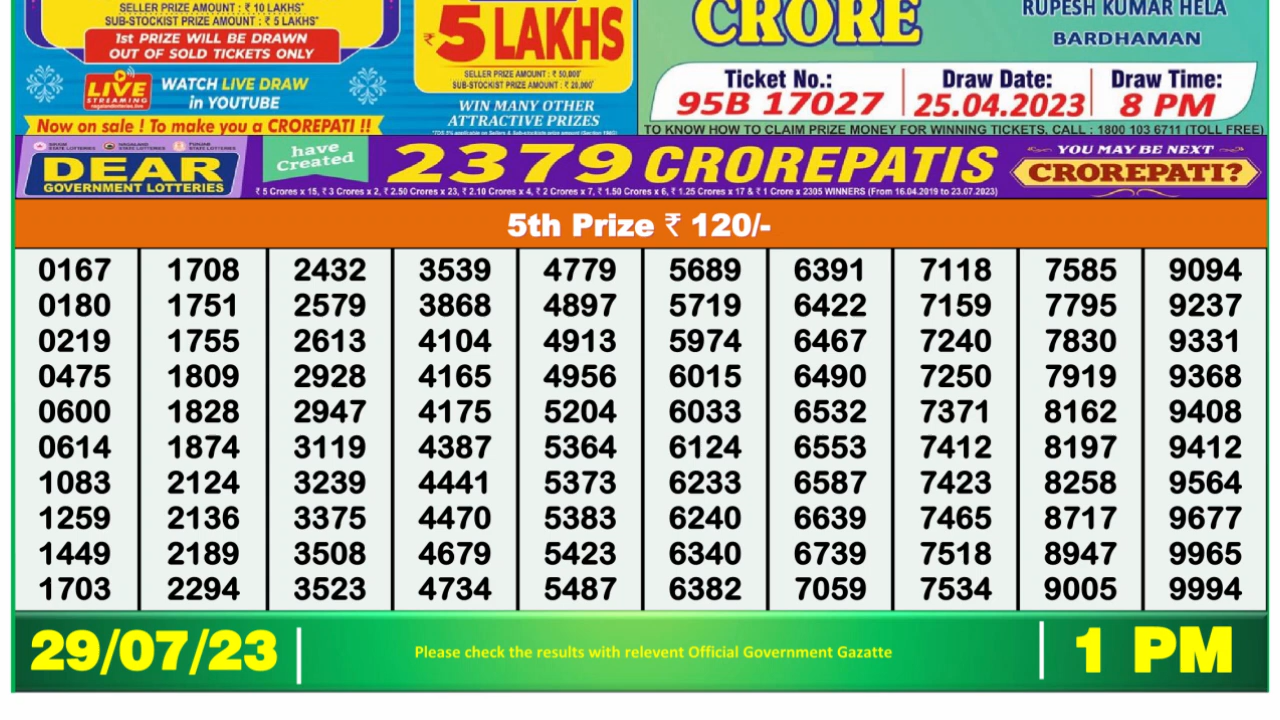 SELLER PRIZE AMOUNT : ₹ 10 LAKHS*
SUB-STOCKIST PRIZE AMOUNT : ₹ 5 LAKHS*
1st PRIZE WILL BE DRAWN
OUT OF SOLD TICKETS ONLY
LIVE
STREAMING
WATCH LIVE DRAW
in YOUTUBE
Now on sale ! To make you a CROREPATI !!
₹5 LAKHS
SELLER PRIZE AMOUNT : ₹ 50,000*
SUB-STOCKIST PRIZE AMOUNT : ₹ 20,000*
WIN MANY OTHER
ATTRACTIVE PRIZES
CRORE
RUPESH KUMAR HELA
BARDHAMAN
Ticket No.: Draw Date: Draw Time:
95B 17027 25.04.2023 8 PM
TO KNOW HOW TO CLAIM PRIZE MONEY FOR WINNING TICKETS, CALL : 1800 103 6711 (TOLL FREE)
DEAR
GOVERNMENT LOTTERIES
have
Created
2379 CROREPATIS
₹ 5 Crores x 15, ₹ 3 Crores x 2, ₹ 2.50 Crores x 23, ₹ 2.10 Crores x 4, ₹ 2 Crores x 7, ₹ 1.50 Crores x 6, ₹ 1.25 Crores x 17 & ₹ 1 Crore x 2305 WINNERS (From 16.04.2019 to 23.07.2023)
YOU MAY BE NEXT
CROREPATI?
5th Prize ₹ 120/-
0167 1708 2432 3539 4779 5689 6391 7118 7585 9094
0180 1751 2579 3868 4897 5719 6422 7159 7795 9237
0219 1755 2613 4104 4913 5974 6467 7240 7830 9331
0475 1809 2928 4165 4956 6015 6490 7250 7919 9368
0600 1828 2947 4175 5204 6033 6532 7371 8162 9408
0614 1874 3119 4387 5364 6124 6553 7412 8197 9412
1083 2124 3239 4441 5373 6233 6587 7423 8258 9564
1259 2136 3375 4470 5383 6240 6639 7465 8717 9677
1449 2189 3508 4679 5423 6340 6739 7518 8947 9965
1703 2294 3523 4734 5487 6382 7059 7534 9005 9994
29/07/23
Please check the results with relevent Official Government Gazatte
1 PM